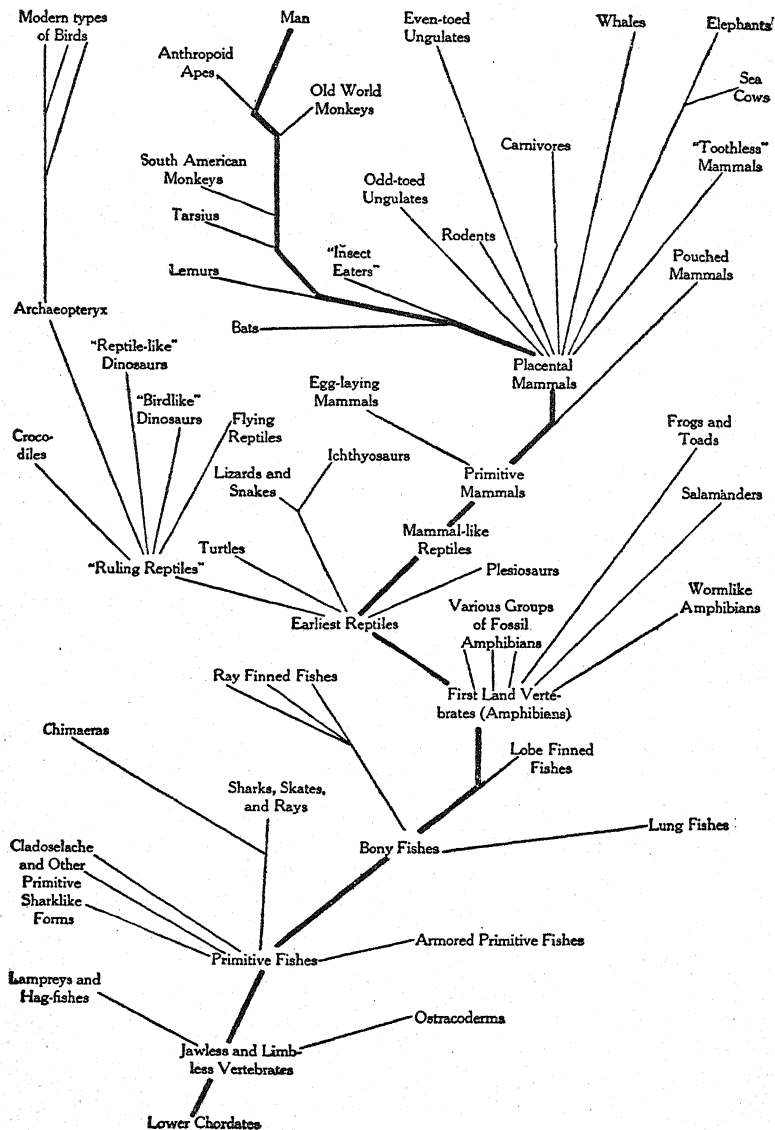 Modern types
of Birds
Man
Even-toed
Ungulates
Whales
Elephants
Anthropoid
Apes
Old World
Monkeys
Sea
Cows
South American
Monkeys
Carnivores
"Toothless"
Mammals
Odd-toed
Ungulates
Tarsius
Rodents
"Insect
Eaters"
Pouched
Mammals
Lemurs
Archaeopteryx
Bats
"Reptile-like"
Dinosaurs
Placental
Mammals
Egg-laying
Mammals
"Birdlike"
Dinosaurs
Flying
Reptiles
Frogs and
Toads
Croco-
diles
Ichthyosaurs
Lizards and
Snakes
Primitive
Mammals
Salamanders
Mammal-like
Reptiles
Turtles
"Ruling Reptiles"
Plesiosaurs
Wormlike
Amphibians
Various Groups
of Fossil
Amphibians
Earliest Reptiles
Ray Finned Fishes
First Land Verte-
brates (Amphibians)
Chimaeras
Lobe Finned
Fishes
Sharks, Skates,
and Rays
Lung Fishes
Bony Fishes
Cladoselache
and Other
Primitive
Sharklike
Forms
Armored Primitive Fishes
Primitive Fishes
Lampreys and
Hag-fishes
Ostracoderms
Jawless and Limb-
less Vertebrates
Lower Chordates